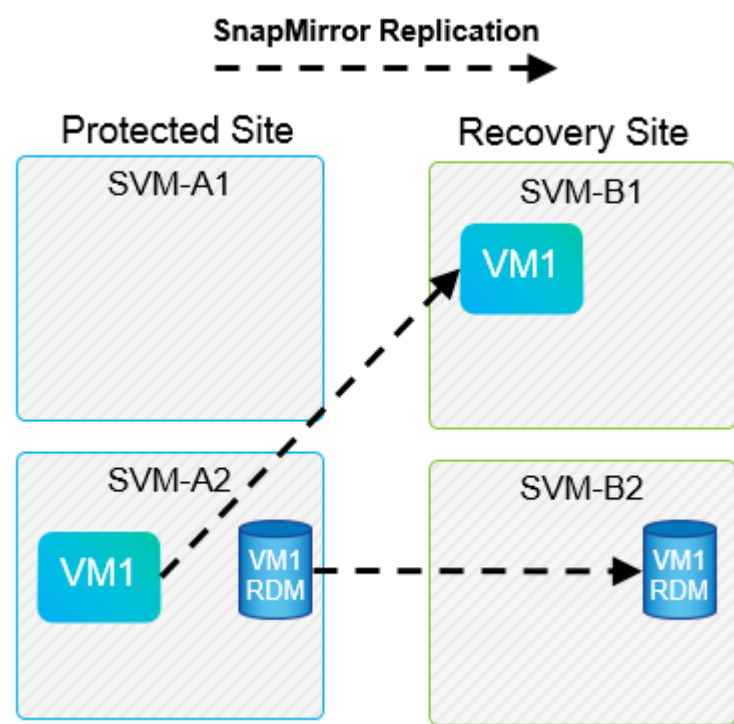 SnapMirror Replication
Protected Site
Recovery Site
SVM-A1
SVM-B1
VM1
SVM-A2
SVM-B2
VM1
VM1
RDM
VM1
RDM